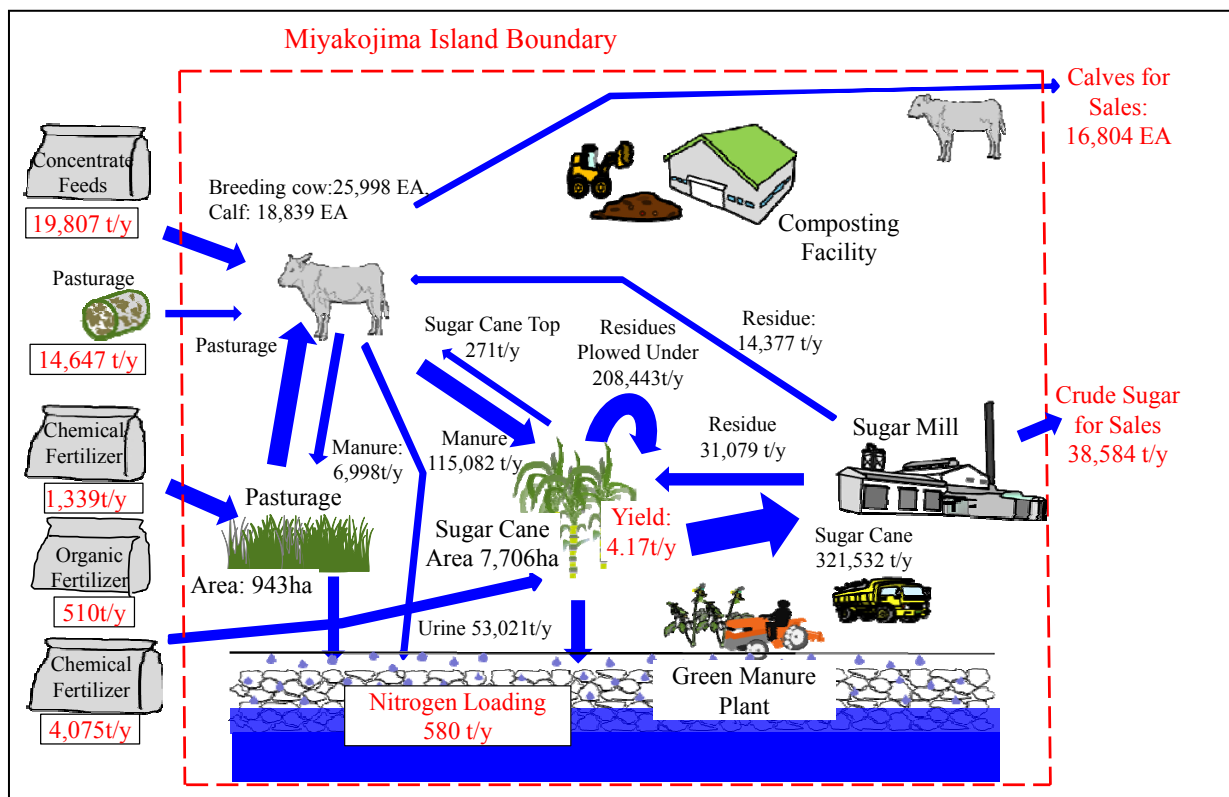 Miyakojima Island Boundary
Calves for
Sales:
16,804 EA
Concentrate
Feeds
19,807 t/y
Breeding cow:25,998 EA,
Calf: 18,839 EA
Composting
Facility
Pasturage
14,647 t/y
Pasturage
Sugar Cane Top
271t/y
Residues
Plowed Under
208,443t/y
Residue:
14,377 t/y
Chemical
Fertilizer
1,339t/y
Manure:
6,998t/y
Manure
115,082 t/y
Residue
31,079 t/y
Sugar Mill
Crude Sugar
for Sales
38,584 t/y
Pasturage
Area: 943ha
Sugar Cane
Area 7,706ha
Yield:
4.17t/y
Sugar Cane
321,532 t/y
Organic
Fertilizer
510t/y
Urine 53,021t/y
Chemical
Fertilizer
4,075t/y
Nitrogen Loading
580 t/y
Green Manure
Plant